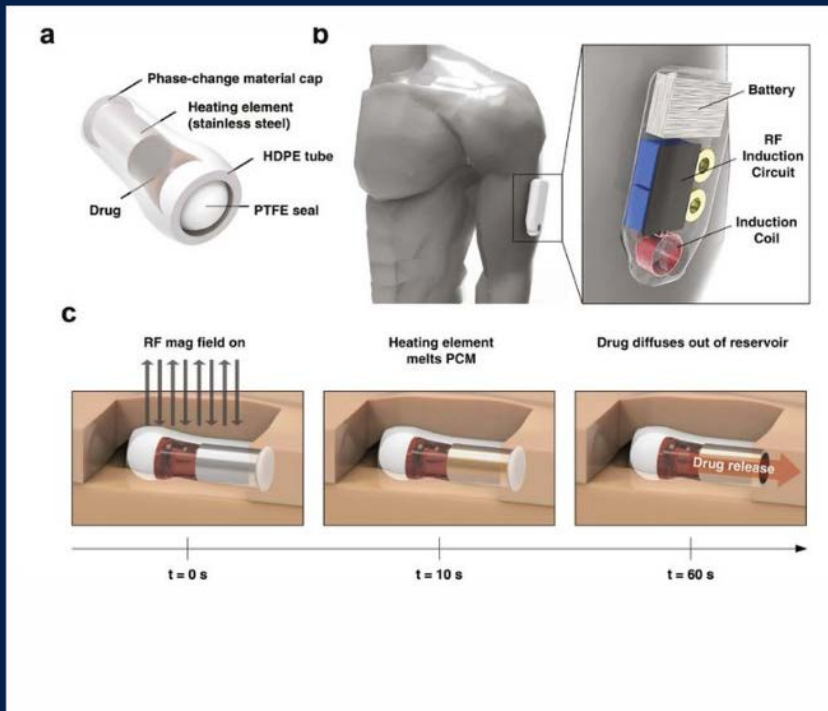 a
Phase-change material cap
Heating element
(stainless steel)
HDPE tube
Drug
PTFE seal
b
Battery
RF
Induction
Circuit
Induction
Coil
c
RF mag field on
Heating element
melts PCM
Drug diffuses out of reservoir
Drug release
t = 0 s
t = 10 s
t = 60 s